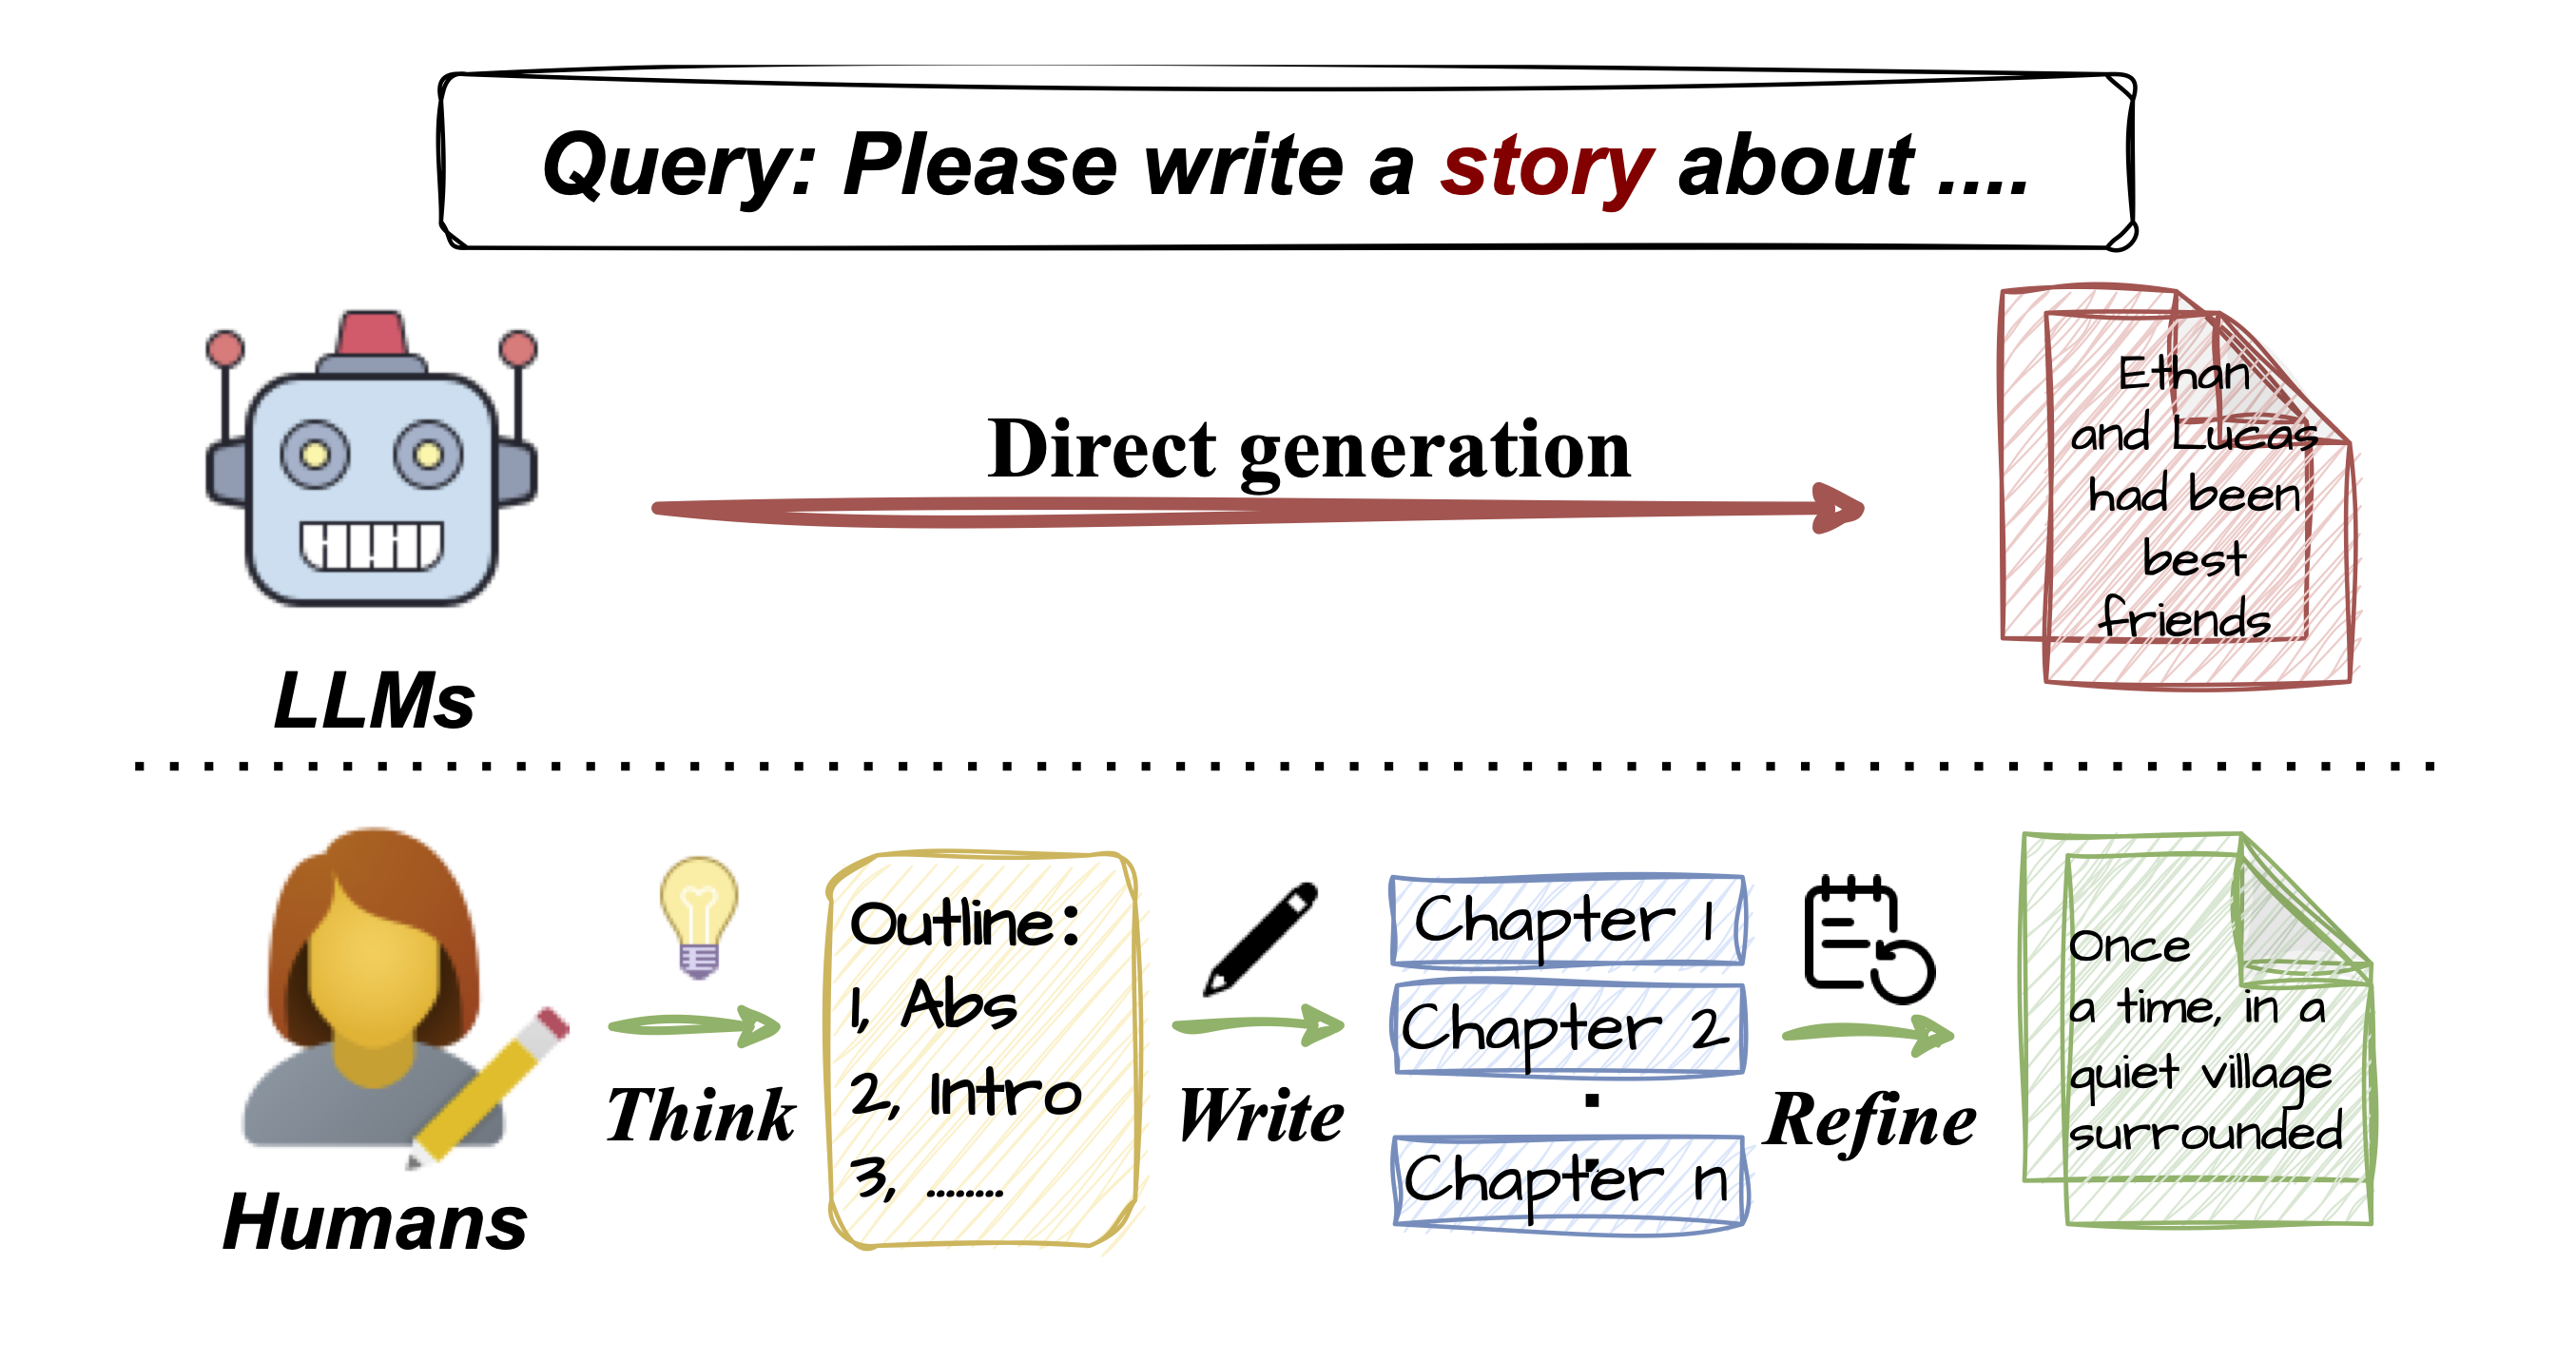 Query: Please write a story about ....
Direct generation
Ethan
and Lucas
had been
best
friends
LLMs
Think
Outline:
1, Abs
2, Intro
3, ........
Write
Chapter 1
Chapter 2
Chapter n
Refine
Once
a time, in a
quiet village
surrounded
Humans